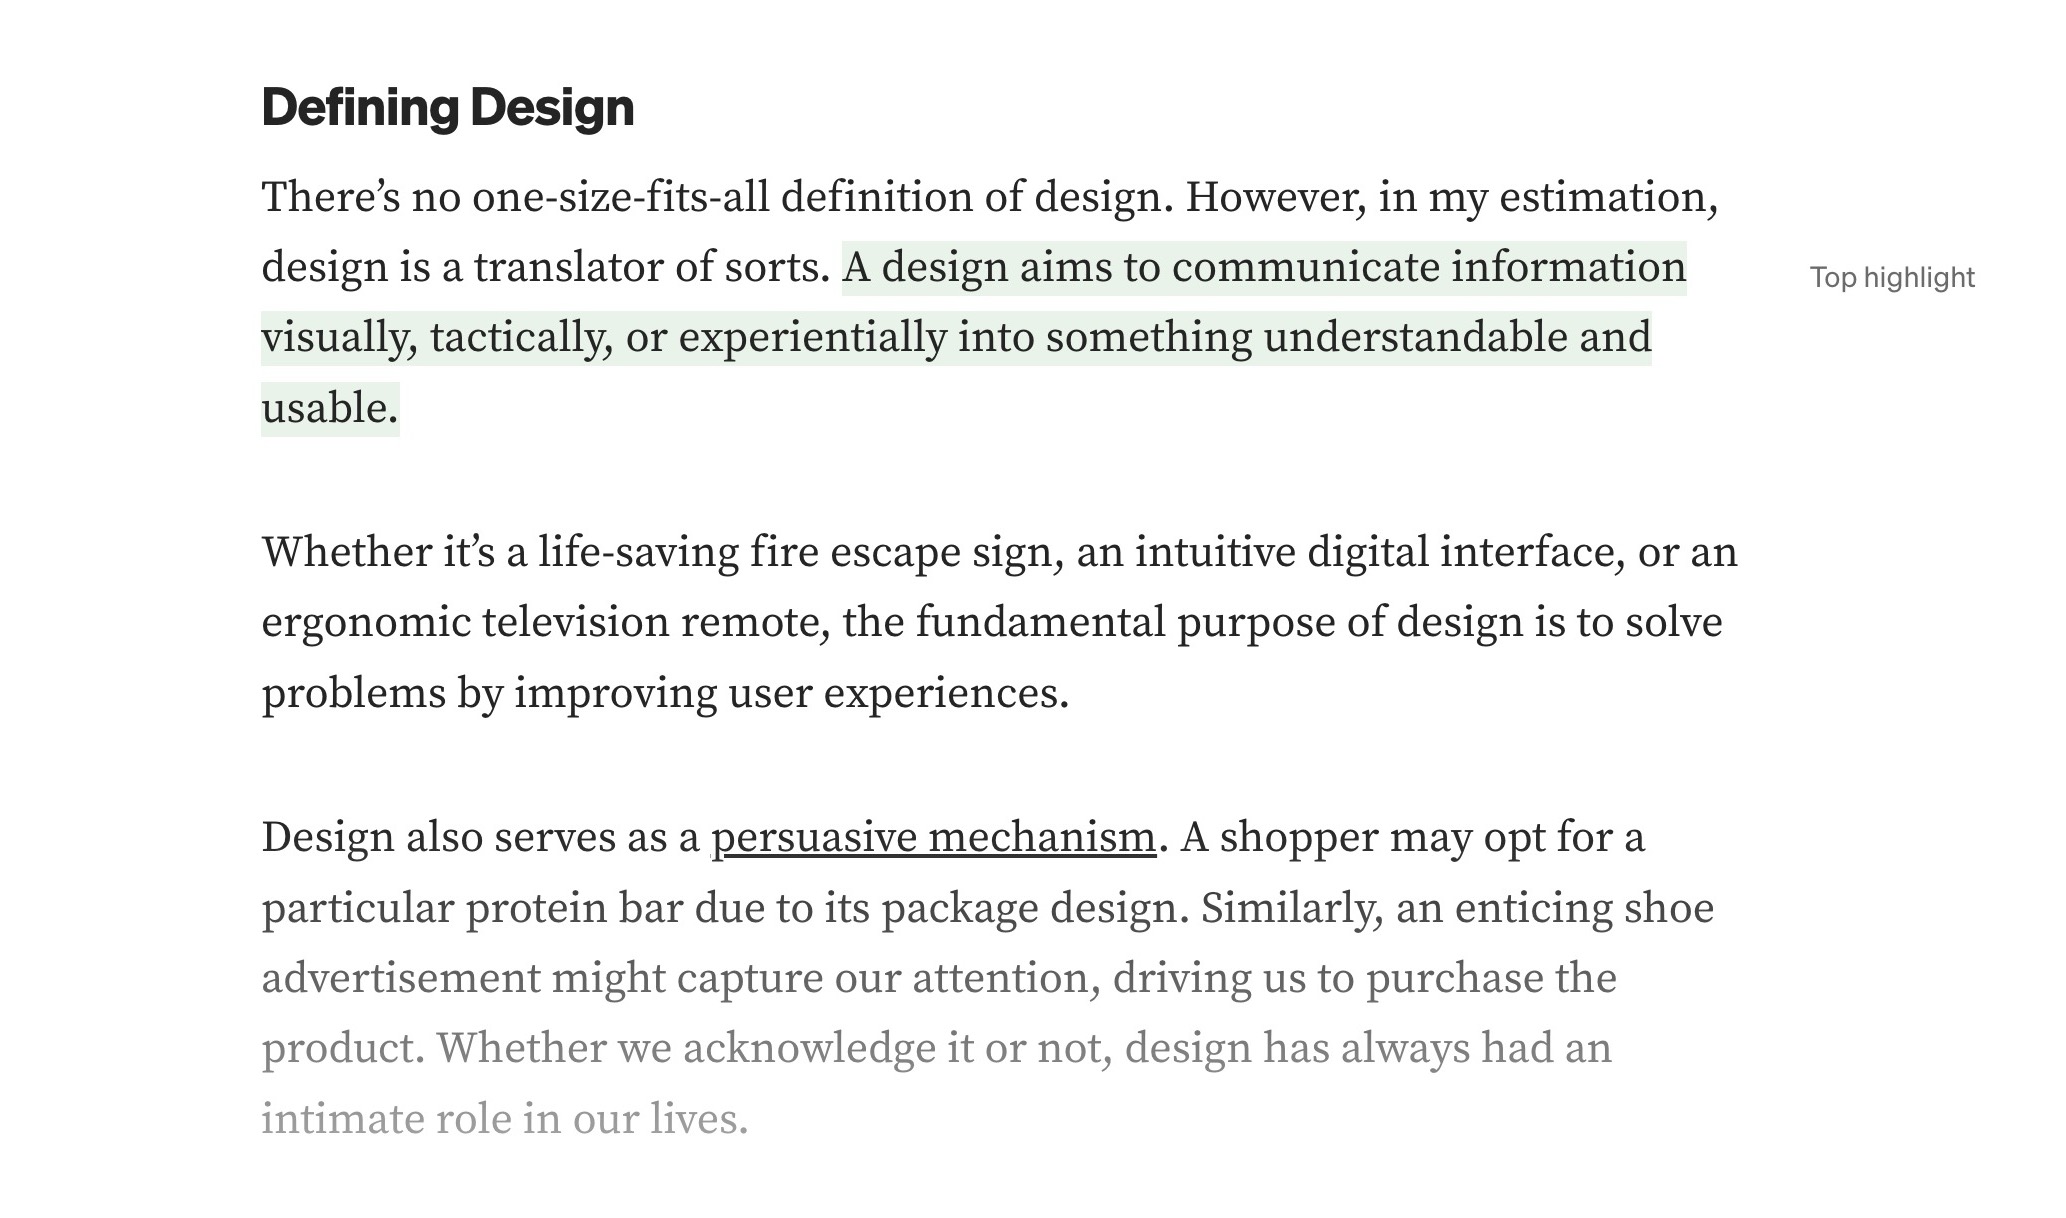 Defining Design
There’s no one-size-fits-all definition of design. However, in my estimation,
design is a translator of sorts. A design aims to communicate information
Top highlight
visually, tactically, or experientially into something understandable and
usable.
Whether it’s a life-saving fire escape sign, an intuitive digital interface, or an
ergonomic television remote, the fundamental purpose of design is to solve
problems by improving user experiences.
Design also serves as a persuasive mechanism. A shopper may opt for a
particular protein bar due to its package design. Similarly, an enticing shoe
advertisement might capture our attention, driving us to purchase the
product. Whether we acknowledge it or not, design has always had an
intimate role in our lives.